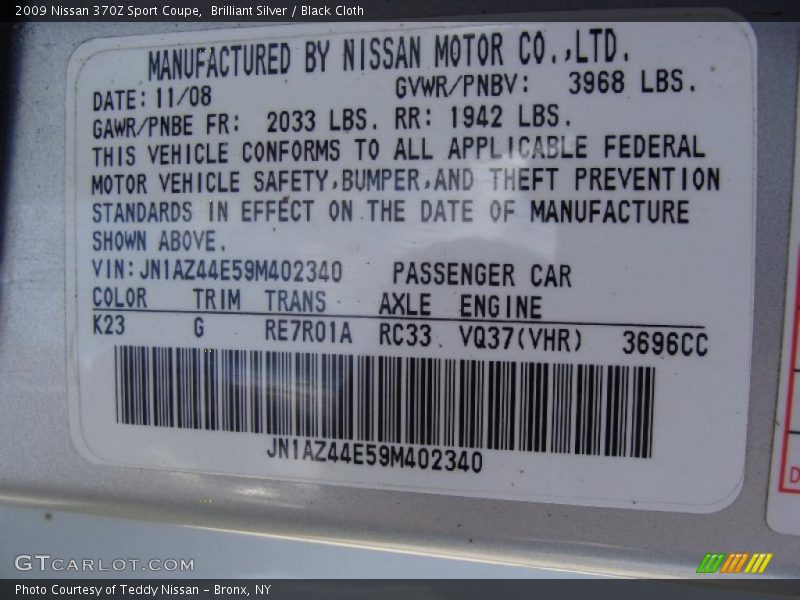 2009 Nissan 370Z Sport Coupe, Brilliant Silver / Black Cloth
MANUFACTURED BY NISSAN MOTOR CO.,LTD.
DATE: 11/08 GVWR/PNBV: 3968 LBS.
GAWR/PNBE FR: 2033 LBS. RR: 1942 LBS.
THIS VEHICLE CONFORMS TO ALL APPLICABLE FEDERAL
MOTOR VEHICLE SAFETY,BUMPER,AND THEFT PREVENTION
STANDARDS IN EFFECT ON THE DATE OF MANUFACTURE
SHOWN ABOVE.
VIN: JN1AZ44E59M402340 PASSENGER CAR
COLOR TRIM TRANS AXLE ENGINE
K23 G RE7R01A RC33 VQ37(VHR) 3696CC
JN1AZ44E59M402340
D
GTCARLOT.COM
Photo Courtesy of Teddy Nissan - Bronx, NY